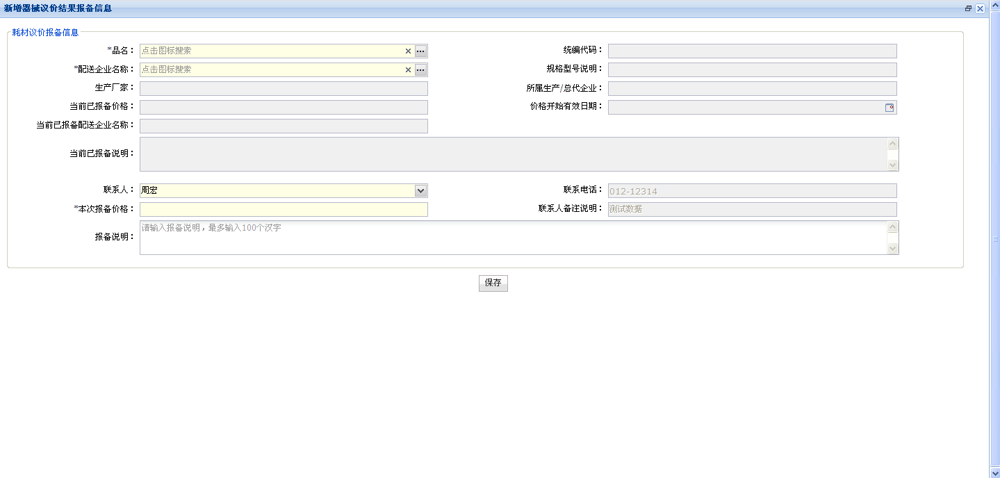 新增器械议价结果报备信息
耗材议价报备信息
*品名： 点击图标搜索 统编代码：
*配送企业名称： 点击图标搜索 规格型号说明：
生产厂家： 所属生产/总代企业：
当前已报备价格： 价格开始有效日期：
当前已报备配送企业名称：
当前已报备说明：
联系人： 周宏 联系电话： 012-12314
*本次报备价格： 联系人备注说明： 测试数据
报备说明： 请输入报备说明，最多输入100个汉字
保存